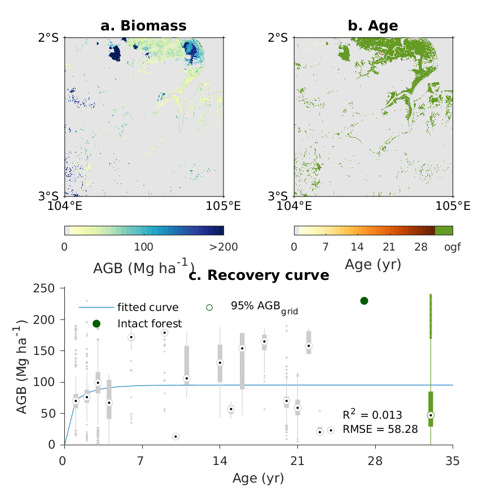 a. Biomass
b. Age
2°S
3°S
104°E
105°E
2°S
3°S
104°E
105°E
0
100
>200
AGB (Mg ha⁻¹)
0
7
14
21
28
ogf
Age (yr)
c. Recovery curve
AGB (Mg ha⁻¹)
250
200
150
100
50
0
fitted curve
95% AGB_grid
Intact forest
R² = 0.013
RMSE = 58.28
0
7
14
21
28
35
Age (yr)